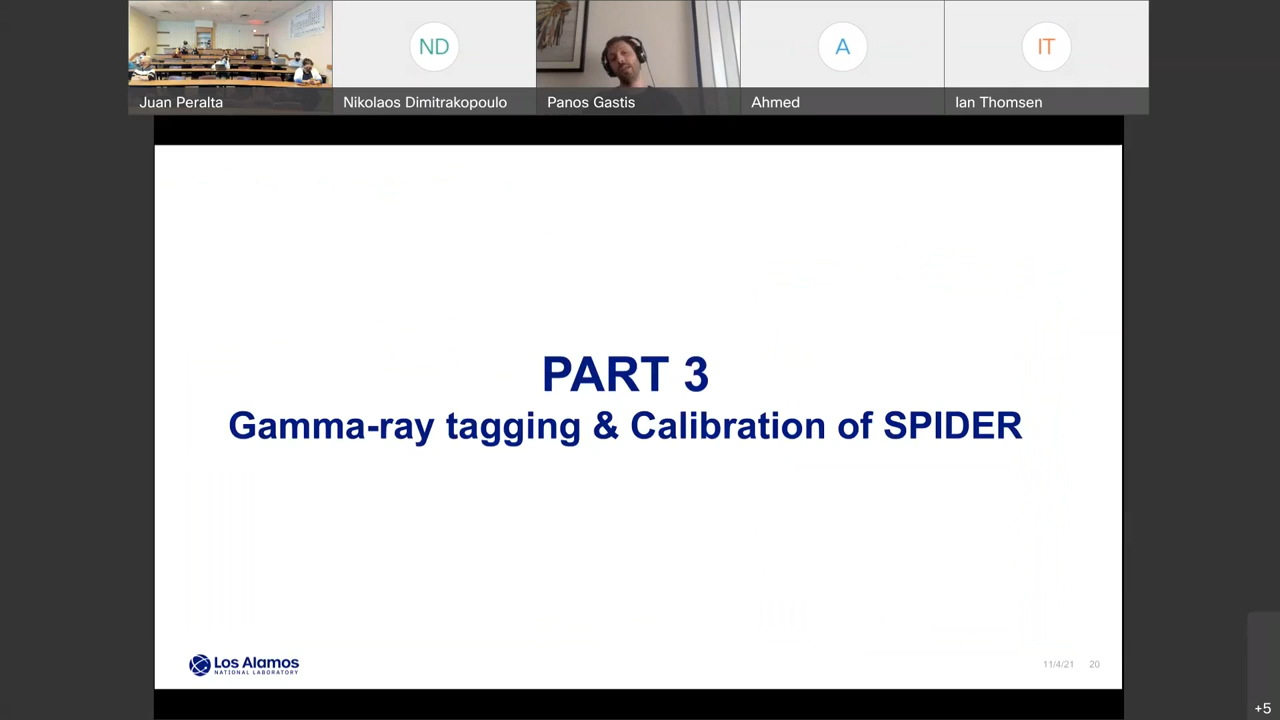 ND
A
IT
Juan Peralta
Nikolaos Dimitrakopoulo
Panos Gastis
Ahmed
Ian Thomsen
PART 3
Gamma-ray tagging & Calibration of SPIDER
Los Alamos
NATIONAL LABORATORY
11/4/21 20
+5